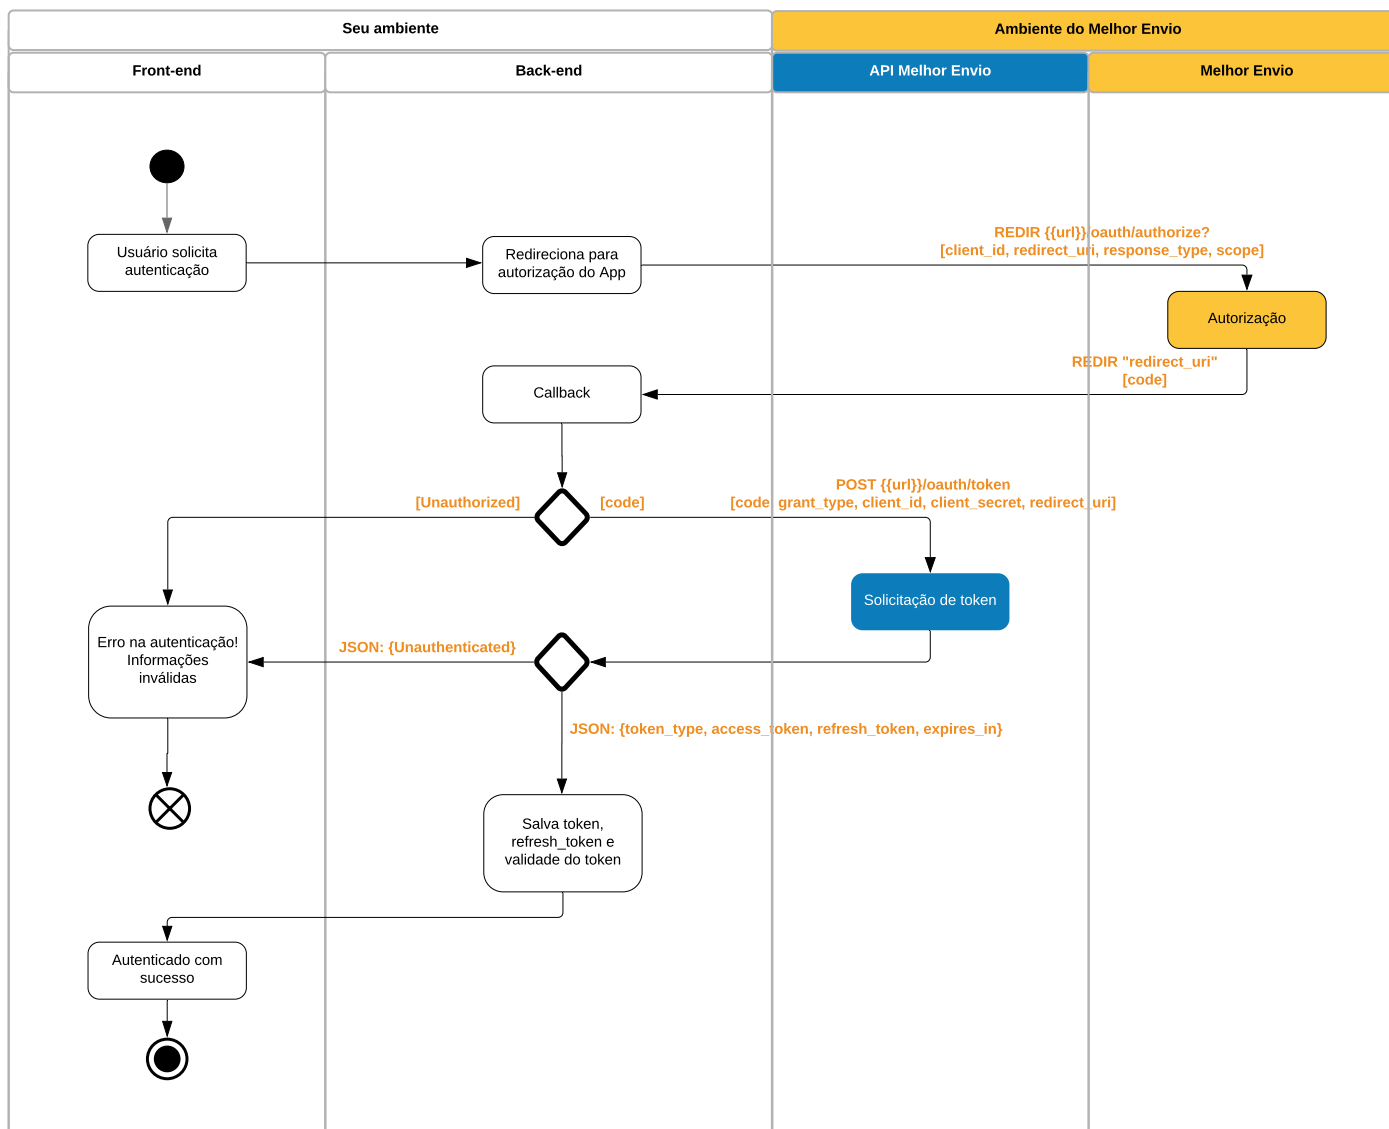 Seu ambiente
Ambiente do Melhor Envio
Front-end
Back-end
API Melhor Envio
Melhor Envio
Usuário solicita
autenticação
Redireciona para
autorização do App
REDIR {{url}}/oauth/authorize?
[client_id, redirect_uri, response_type, scope]
Autorização
REDIR "redirect_uri"
[code]
Callback
[Unauthorized]
[code]
POST {{url}}/oauth/token
[code, grant_type, client_id, client_secret, redirect_uri]
Solicitação de token
Erro na autenticação!
Informações
inválidas
JSON: {Unauthenticated}
JSON: {token_type, access_token, refresh_token, expires_in}
Salva token,
refresh_token e
validade do token
Autenticado com
sucesso